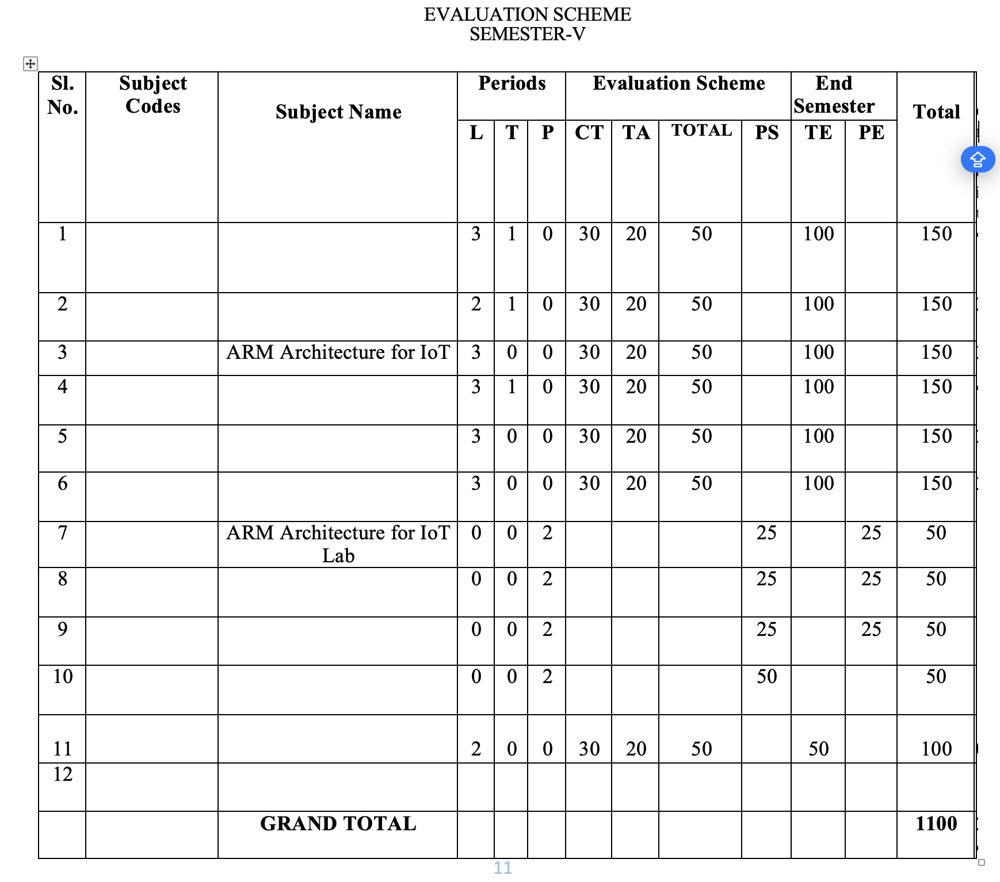 EVALUATION SCHEME
SEMESTER-V
Sl. No. Subject Codes Subject Name Periods Evaluation Scheme End Semester Total
L T P CT TA TOTAL PS TE PE
1 3 1 0 30 20 50 100 150
2 2 1 0 30 20 50 100 150
3 ARM Architecture for IoT 3 0 0 30 20 50 100 150
4 3 1 0 30 20 50 100 150
5 3 0 0 30 20 50 100 150
6 3 0 0 30 20 50 100 150
7 ARM Architecture for IoT 0 0 2 25 25 50
Lab
8 0 0 2 25 25 50
9 0 0 2 25 25 50
10 0 0 2 50 50
11 2 0 0 30 20 50 50 100
12
GRAND TOTAL 1100
11